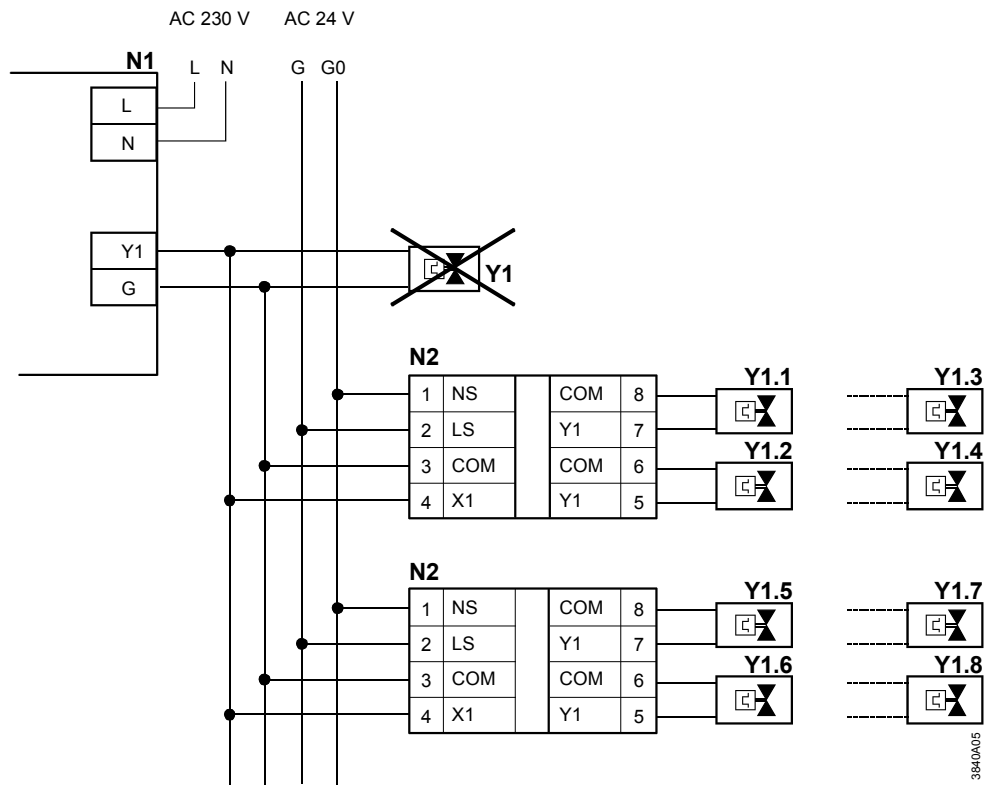 AC 230 V AC 24 V
N1 L N G G0
L
N
Y1
G
Y1
N2
1 NS COM 8
2 LS Y1 7
3 COM COM 6
4 X1 Y1 5
Y1.1 Y1.3
Y1.2 Y1.4
N2
1 NS COM 8
2 LS Y1 7
3 COM COM 6
4 X1 Y1 5
Y1.5 Y1.7
Y1.6 Y1.8
3840A05